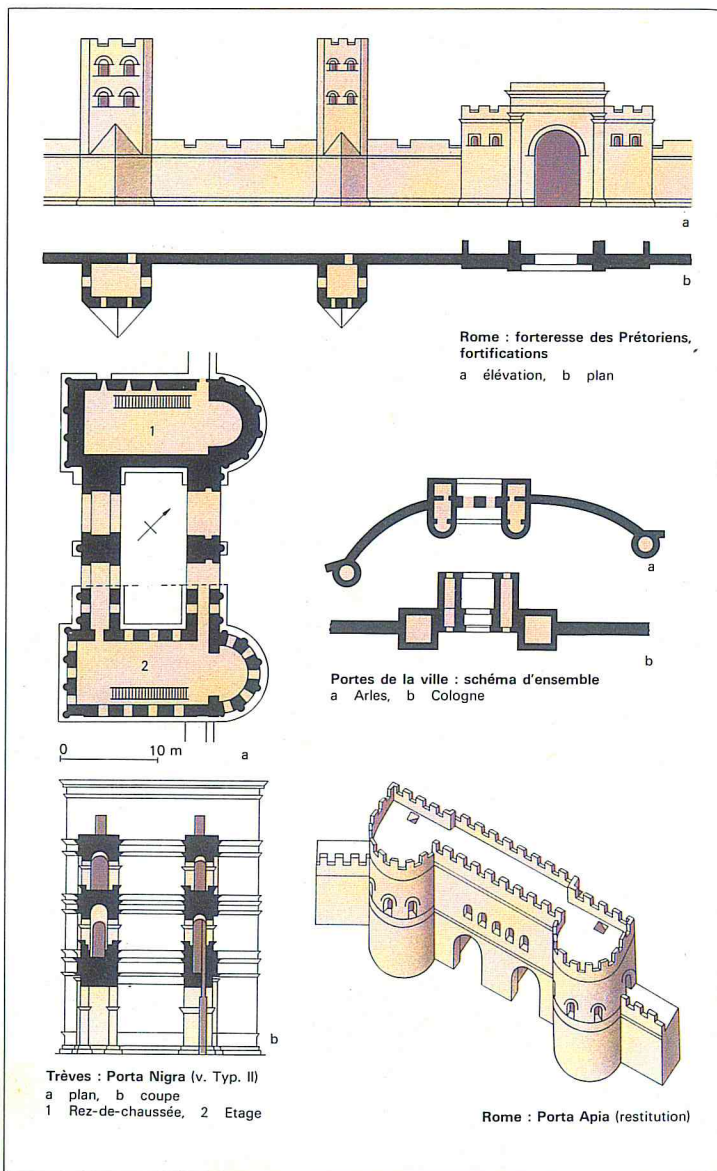 a
b
Rome : forteresse des Prétoriens,
fortifications
a élévation, b plan
1
2
0 10 m
a
a
b
Portes de la ville : schéma d'ensemble
a Arles, b Cologne
b
Trèves : Porta Nigra (v. Typ. II)
a plan, b coupe
1 Rez-de-chaussée, 2 Etage
Rome : Porta Apia (restitution)